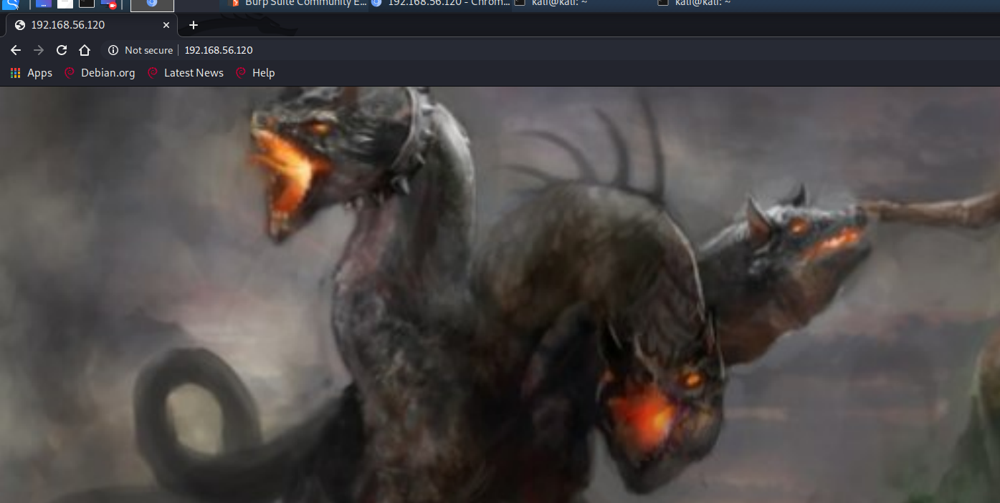 Burp Suite Community E... 192.168.56.120 - Chrom... kali@kali: ~ kali@kali: ~
192.168.56.120
Not secure 192.168.56.120
Apps Debian.org Latest News Help